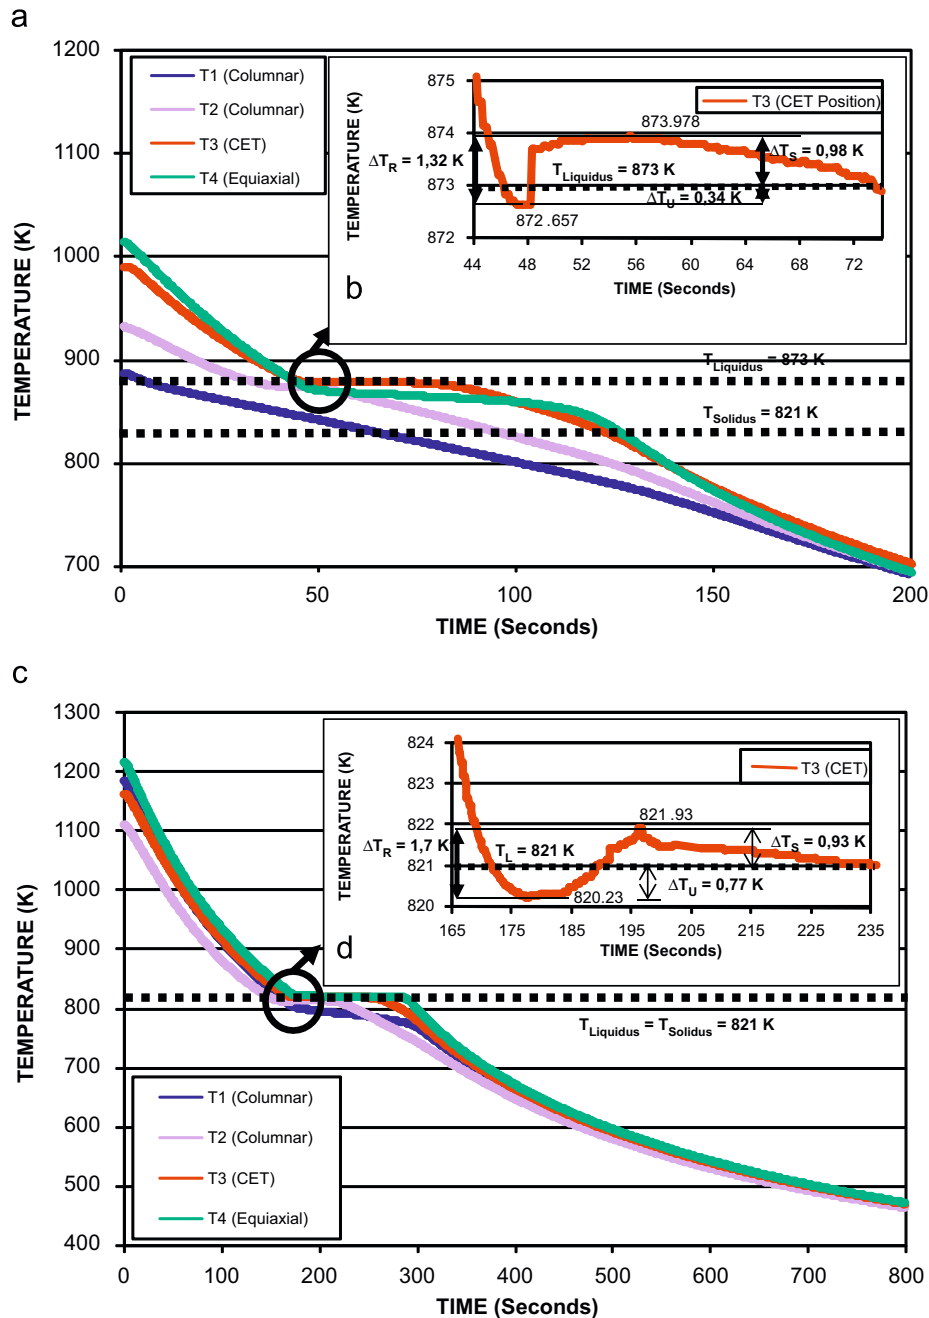 a
TEMPERATURE (K)
1200
1100
1000
900
800
700
0
50
100
150
200
TIME (Seconds)
T1 (Columnar)
T2 (Columnar)
T3 (CET)
T4 (Equiaxial)
TLiquidus = 873 K
TSolidus = 821 K
b
TEMPERATURE (K)
875
874
873
872
44
48
52
56
60
64
68
72
TIME (Seconds)
T3 (CET Position)
873.978
ΔTR = 1,32 K
ΔTS = 0,98 K
TLiquidus = 873 K
ΔTU = 0,34 K
872 .657
c
TEMPERATURE (K)
1300
1200
1100
1000
900
800
700
600
500
400
0
100
200
300
400
500
600
700
800
TIME (Seconds)
T1 (Columnar)
T2 (Columnar)
T3 (CET)
T4 (Equiaxial)
TLiquidus = TSolidus = 821 K
d
TEMPERATURE (K)
824
823
822
821
820
165
175
185
195
205
215
225
235
TIME (Seconds)
T3 (CET)
821 .93
ΔTR = 1,7 K
TL = 821 K
ΔTS = 0,93 K
ΔTU = 0,77 K
820.23